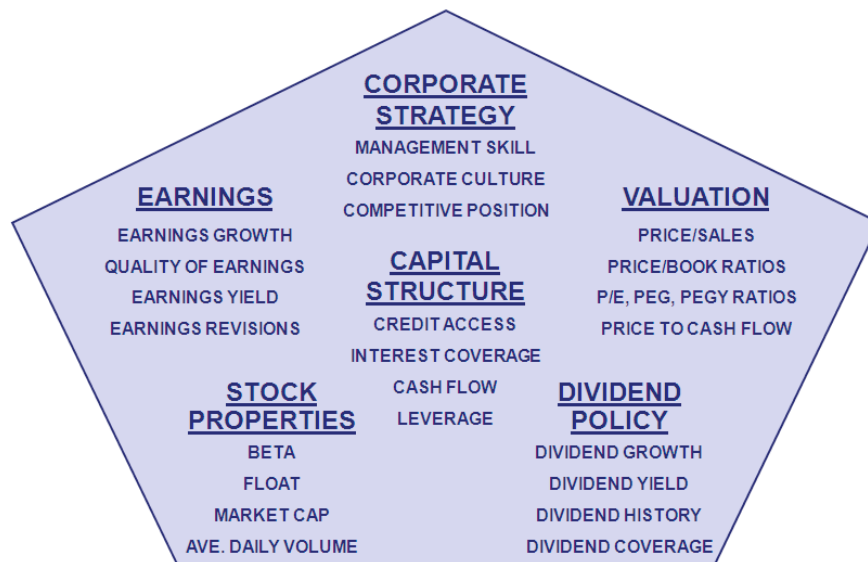 CORPORATE
STRATEGY
MANAGEMENT SKILL
CORPORATE CULTURE
COMPETITIVE POSITION
EARNINGS
EARNINGS GROWTH
QUALITY OF EARNINGS
EARNINGS YIELD
EARNINGS REVISIONS
VALUATION
PRICE/SALES
PRICE/BOOK RATIOS
P/E, PEG, PEGY RATIOS
PRICE TO CASH FLOW
CAPITAL
STRUCTURE
CREDIT ACCESS
INTEREST COVERAGE
CASH FLOW
LEVERAGE
STOCK
PROPERTIES
BETA
FLOAT
MARKET CAP
AVE. DAILY VOLUME
DIVIDEND
POLICY
DIVIDEND GROWTH
DIVIDEND YIELD
DIVIDEND HISTORY
DIVIDEND COVERAGE